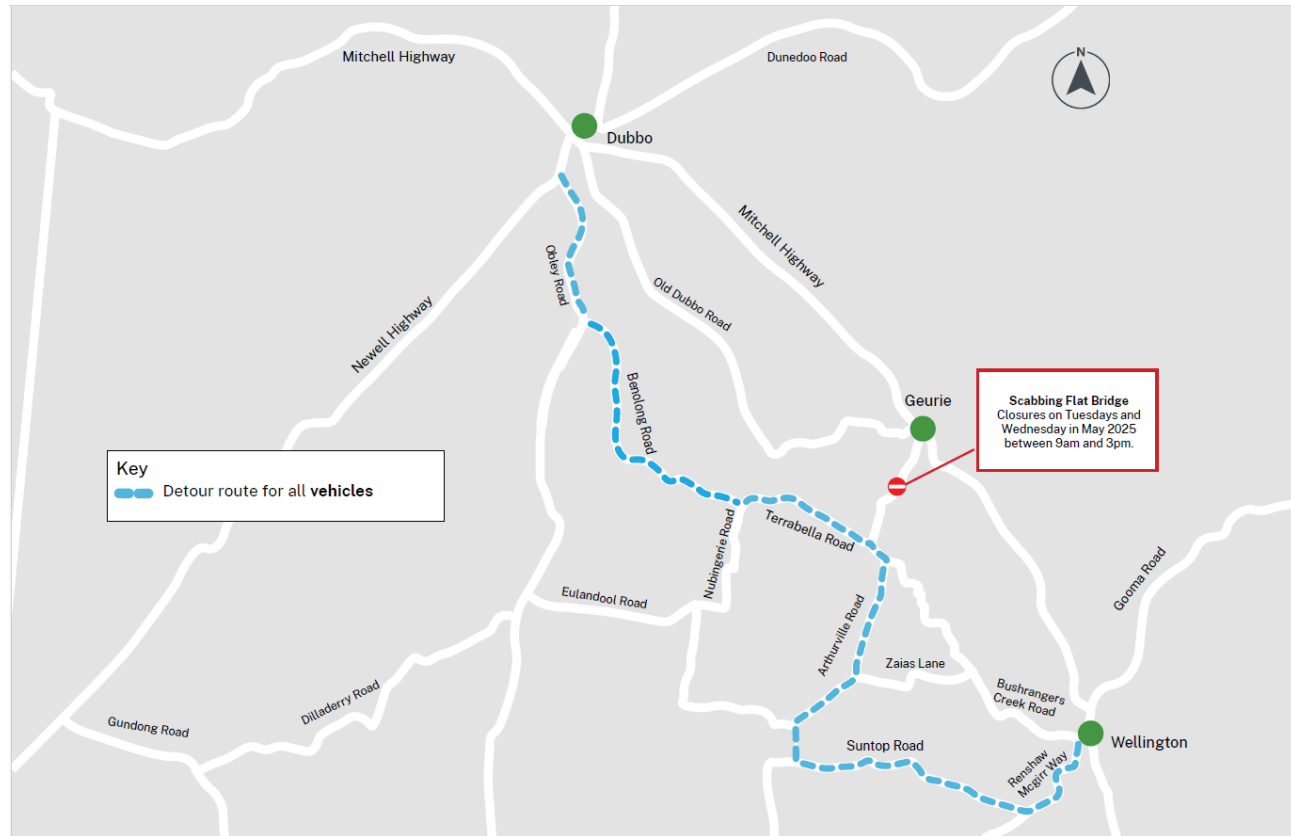 Mitchell Highway
Dunedoo Road
N
Dubbo
Mitchell Highway
Obley Road
Old Dubbo Road
Newell Highway
Benolong Road
Geurie
Scabbing Flat Bridge
Closures on Tuesdays and
Wednesday in May 2025
between 9am and 3pm.
Key
Detour route for all vehicles
Terrabella Road
Nubingerie Road
Eulandool Road
Gooma Road
Arthurville Road
Zaias Lane
Bushrangers
Creek Road
Dilladerry Road
Gundong Road
Suntop Road
Renshaw
Mcgirr Way
Wellington